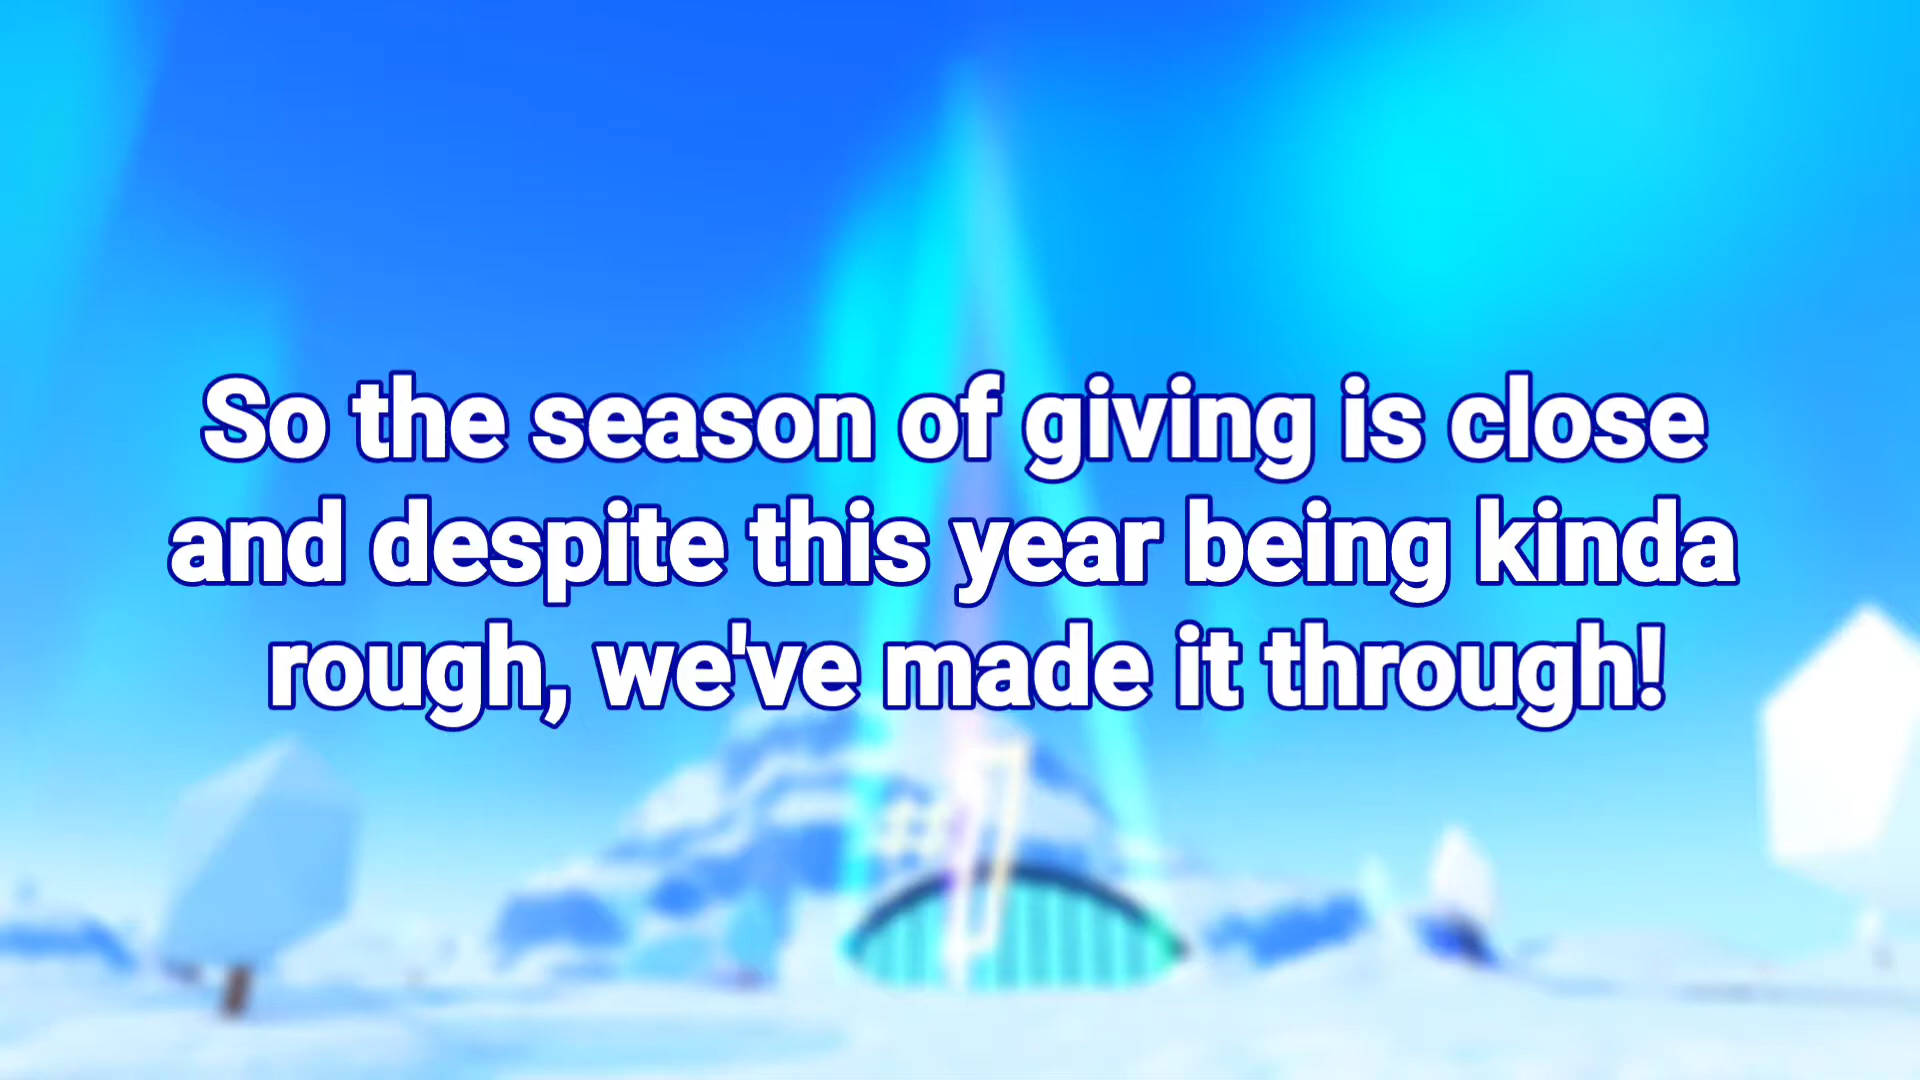 So the season of giving is close
and despite this year being kinda
rough, we've made it through!